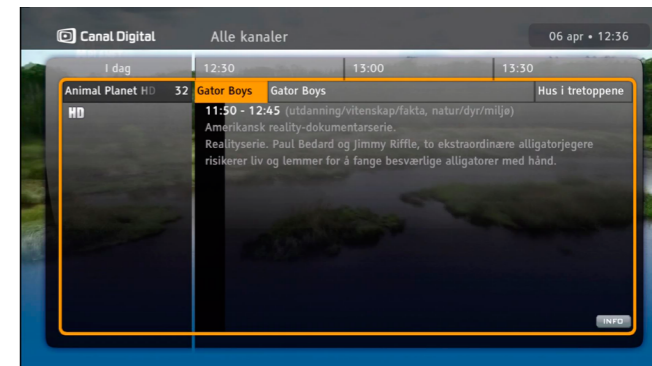 Canal Digital Alle kanaler 06 apr • 12:36
I dag 12:30 13:00 13:30
Animal Planet HD 32 Gator Boys Gator Boys Hus i tretoppene
HD 11:50 - 12:45 (utdanning/vitenskap/fakta, natur/dyr/miljø)
Amerikansk reality-dokumentarserie.
Realityserie. Paul Bedard og Jimmy Riffle, to ekstraordinære alligatorjegere
risikerer liv og lemmer for å fange besværlige alligatorer med hånd.
INFO